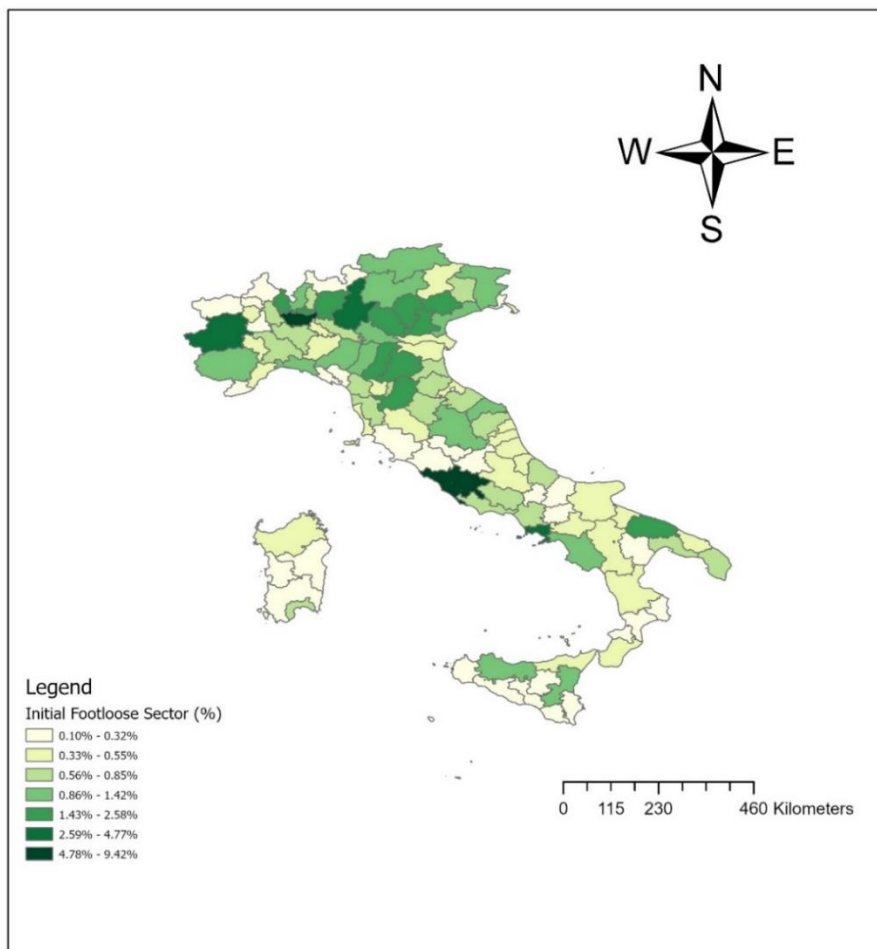 N
W E
S
Legend
Initial Footloose Sector (%)
0.10% - 0.32%
0.33% - 0.55%
0.56% - 0.85%
0.86% - 1.42%
1.43% - 2.58%
2.59% - 4.77%
4.78% - 9.42%
0 115 230 460 Kilometers